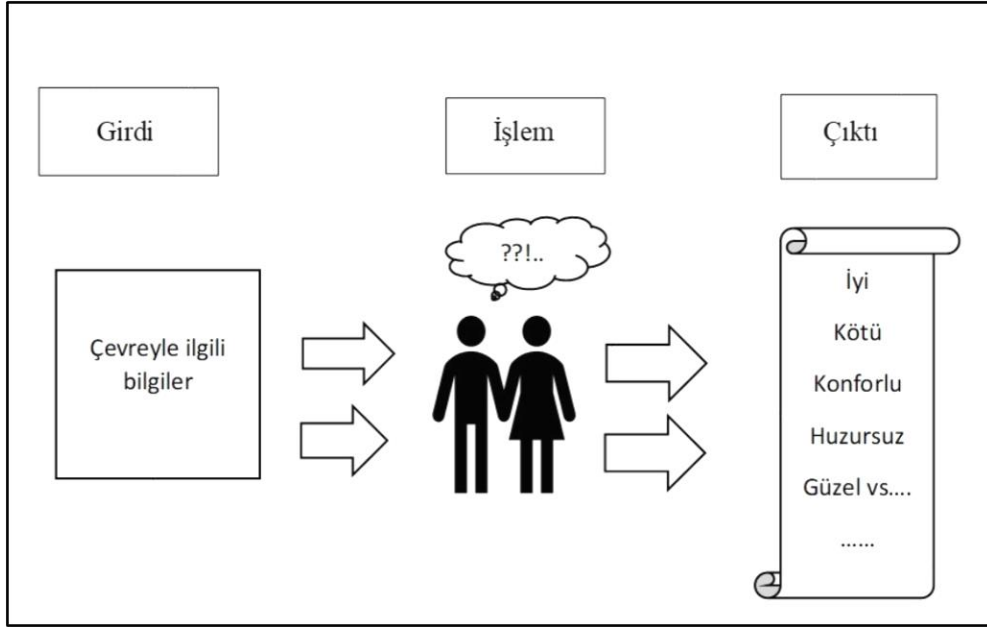 Girdi
İşlem
Çıktı
??!..
Çevreyle ilgili
bilgiler
İyi
Kötü
Konforlu
Huzursuz
Güzel vs....
......